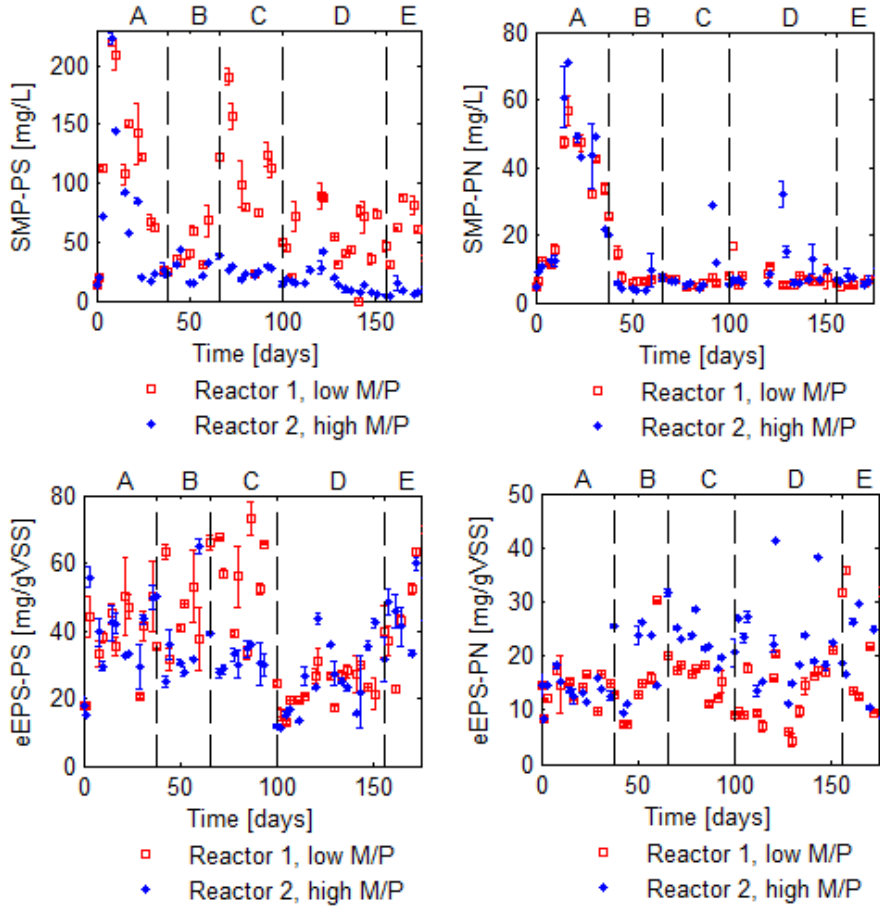 A B C D E
SMP-PS [mg/L]
200
150
100
50
0
0 50 100 150
Time [days]
Reactor 1, low M/P
Reactor 2, high M/P
A B C D E
SMP-PN [mg/L]
80
60
40
20
0
0 50 100 150
Time [days]
Reactor 1, low M/P
Reactor 2, high M/P
A B C D E
eEPS-PS [mg/gVSS]
80
60
40
20
0
0 50 100 150
Time [days]
Reactor 1, low M/P
Reactor 2, high M/P
A B C D E
eEPS-PN [mg/gVSS]
50
40
30
20
10
0
0 50 100 150
Time [days]
Reactor 1, low M/P
Reactor 2, high M/P